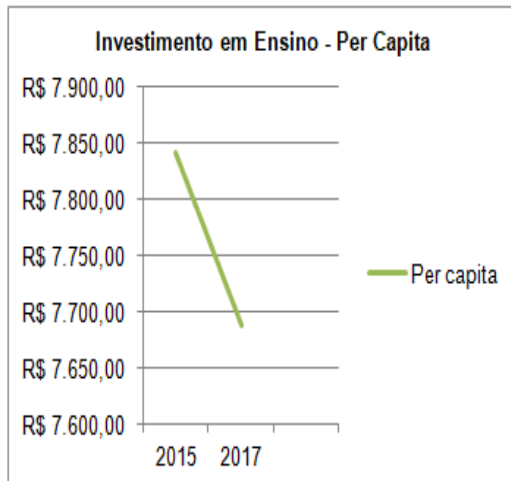 Investimento em Ensino - Per Capita
R$ 7.900,00
R$ 7.850,00
R$ 7.800,00
R$ 7.750,00
R$ 7.700,00
R$ 7.650,00
R$ 7.600,00
Per capita
2015 2017